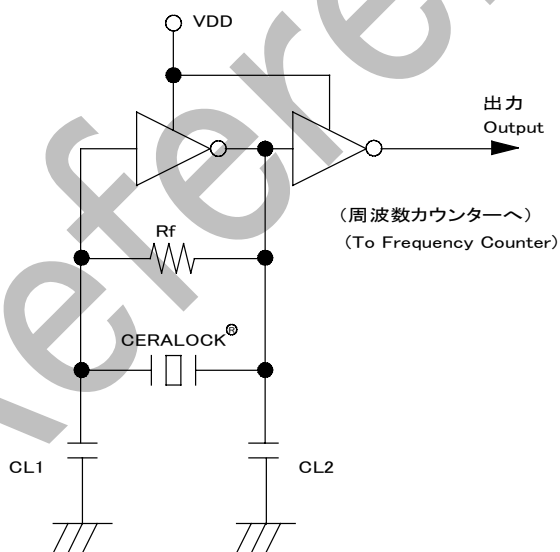 VDD
出力
Output
(周波数カウンターへ)
(To Frequency Counter)
Rf
CERALOCK®
CL1
CL2